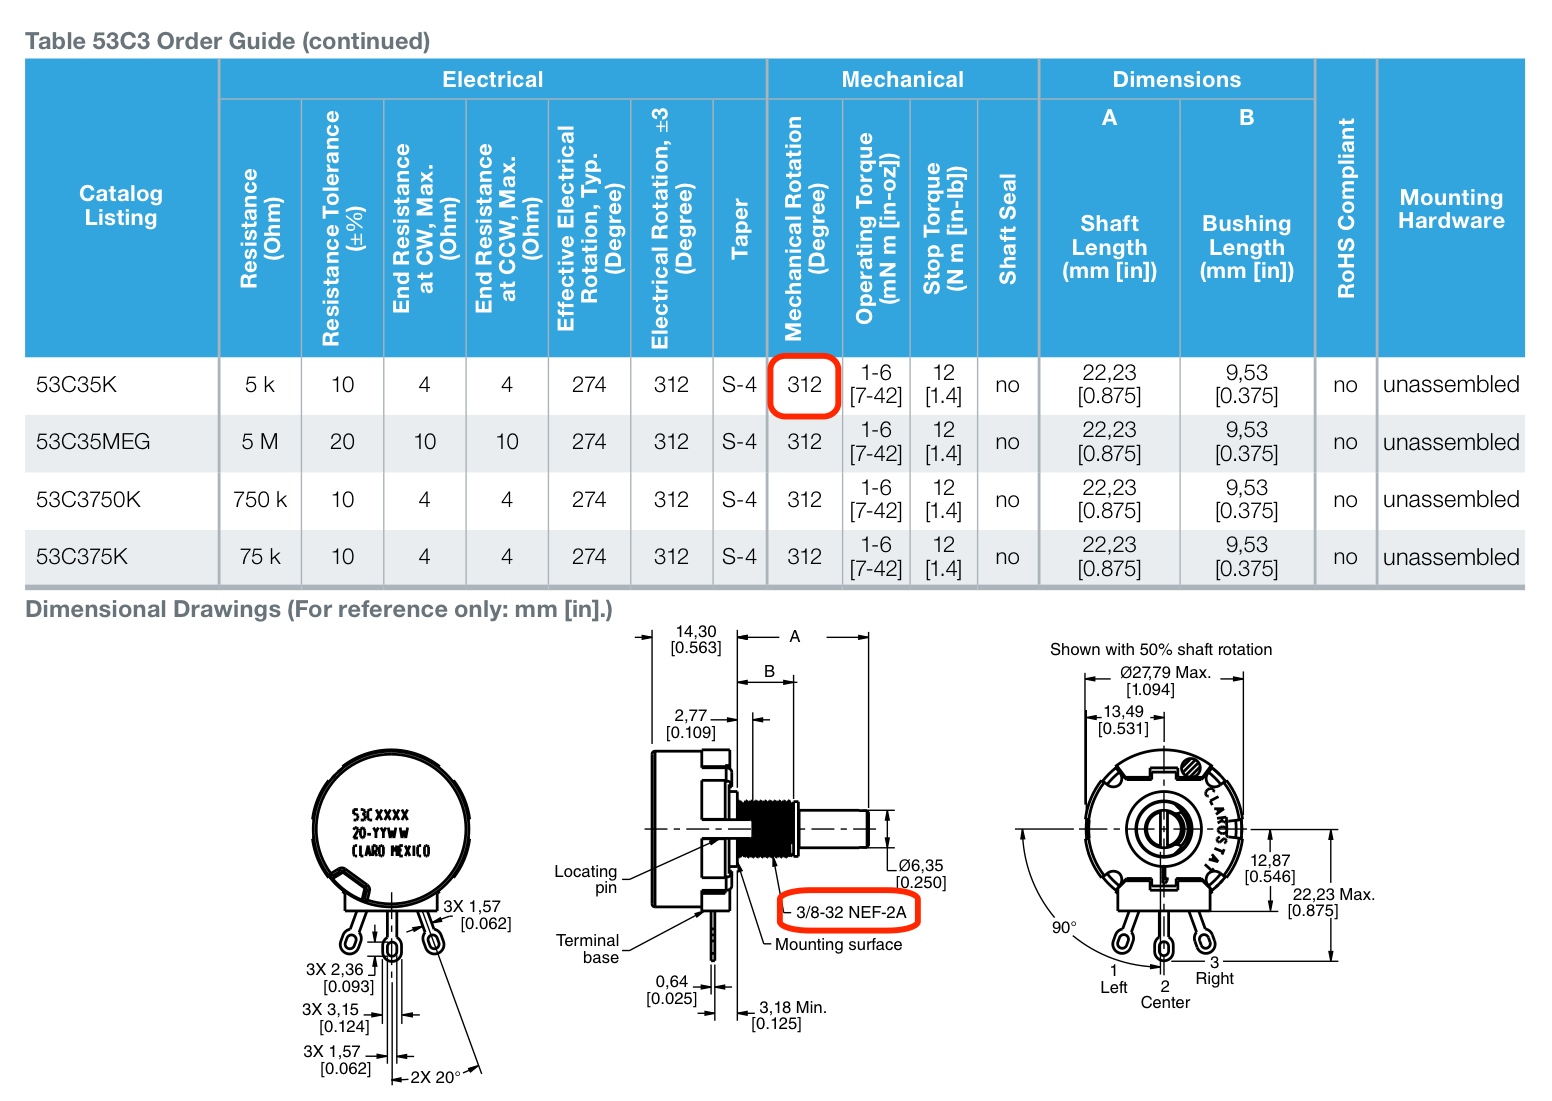 Table 53C3 Order Guide (continued)
Electrical
Mechanical
Dimensions
Catalog
Listing
Resistance
(Ohm)
Resistance Tolerance
(±%)
End Resistance
at CW, Max.
(Ohm)
End Resistance
at CCW, Max.
(Ohm)
Effective Electrical
Rotation, Typ.
(Degree)
Electrical Rotation, ±3
(Degree)
Taper
Mechanical Rotation
(Degree)
Operating Torque
(mN m [in-oz])
Stop Torque
(N m [in-lb])
Shaft Seal
A
Shaft
Length
(mm [in])
B
Bushing
Length
(mm [in])
RoHS Compliant
Mounting
Hardware
53C35K 5 k 10 4 4 274 312 S-4 312 1-6 [7-42] 12 [1.4] no 22,23 [0.875] 9,53 [0.375] no unassembled
53C35MEG 5 M 20 10 10 274 312 S-4 312 1-6 [7-42] 12 [1.4] no 22,23 [0.875] 9,53 [0.375] no unassembled
53C3750K 750 k 10 4 4 274 312 S-4 312 1-6 [7-42] 12 [1.4] no 22,23 [0.875] 9,53 [0.375] no unassembled
53C375K 75 k 10 4 4 274 312 S-4 312 1-6 [7-42] 12 [1.4] no 22,23 [0.875] 9,53 [0.375] no unassembled
Dimensional Drawings (For reference only: mm [in].)
53CXXXX
20-YYWW
CLARO MEXICO
3X 1,57
[0.062]
3X 2,36
[0.093]
3X 3,15
[0.124]
3X 1,57
[0.062]
2X 20°
14,30
[0.563]
A
B
2,77
[0.109]
Locating
pin
Ø6,35
[0.250]
3/8-32 NEF-2A
Mounting surface
Terminal
base
0,64
[0.025]
3,18 Min.
[0.125]
Shown with 50% shaft rotation
Ø27,79 Max.
[1.094]
13,49
[0.531]
CLAROSTAT
12,87
[0.546]
22,23 Max.
[0.875]
90°
1
Left
2
Center
3
Right